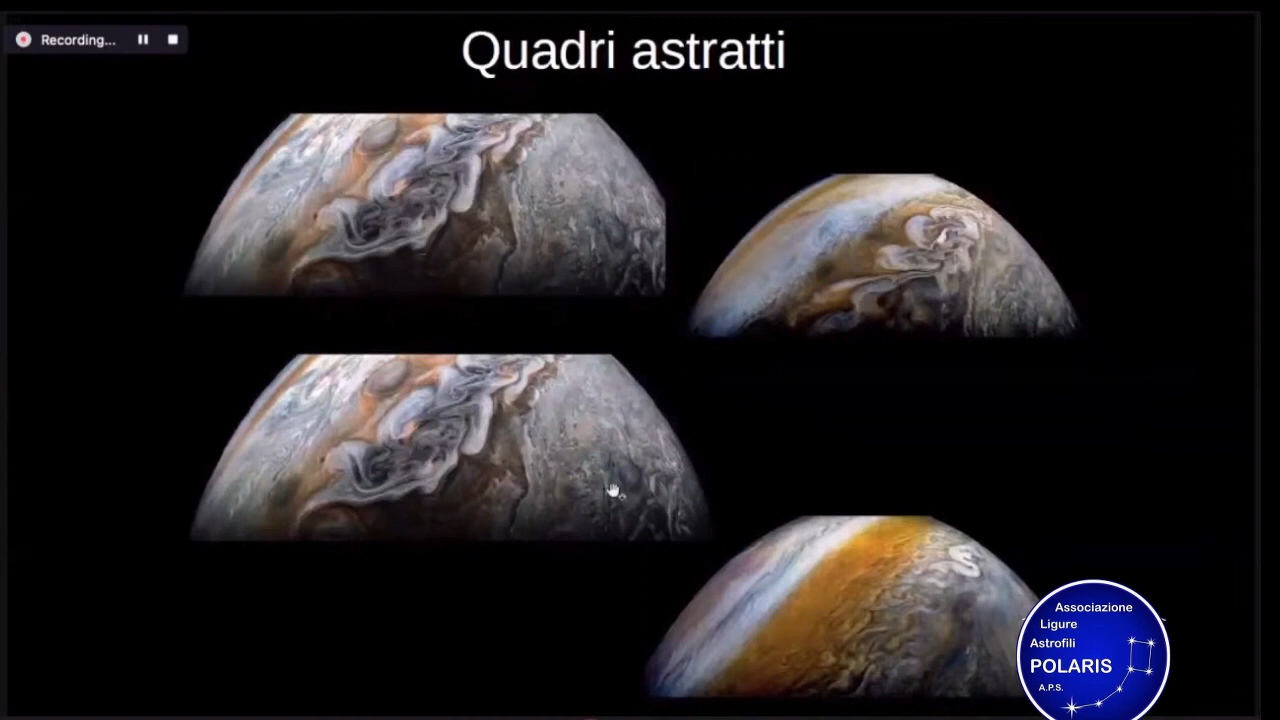 Recording...
Quadri astratti
Associazione
Ligure
Astrofili
POLARIS
A.P.S.